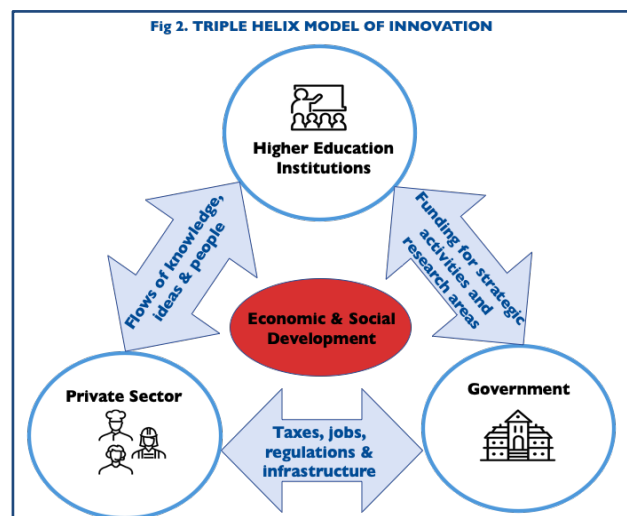 Fig 2. TRIPLE HELIX MODEL OF INNOVATION
Higher Education
Institutions
Flows of knowledge,
ideas & people
Funding for strategic
activities and
research areas
Economic & Social
Development
Private Sector
Government
Taxes, jobs,
regulations &
infrastructure